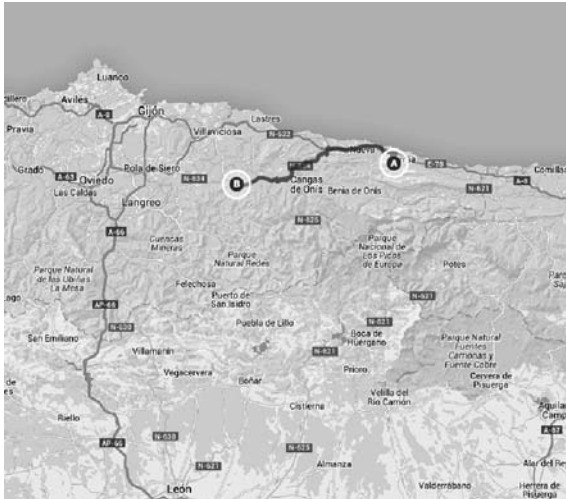 Luanco
Avilés
A-8
Gijón
Pravia
Lastres
Villaviciosa
N-632
Nueva
A
Grado
A-63
Oviedo
Pola de Siero
N-634
B
Cangas
de Onís
Benia de Onís
E-70
A-8
Comillas
N-621
Las Caldas
Langreo
A-66
N-625
Cuencas
Mineras
Parque
Natural Redes
Parque
Nacional de
Los Picos
de Europa
Potes
Parque Natural
de las Ubiñas
La Mesa
Felechosa
Puerto de
San Isidro
N-621
AP-66
N-630
Puebla de Lillo
N-621
Boca de
Huérgano
San Emiliano
Parque Natural
Fuentes
Carrionas y
Fuente Cobre
Villamanín
N-621
Prioro
Cervera de
Pisuerga
Vegacervera
Boñar
Velilla del
Río Carrión
Riello
Cistierna
A-67
AP-66
N-630
N-625
N-621
Almanza
León
Valderrábano
Herrera de
Pisuerga